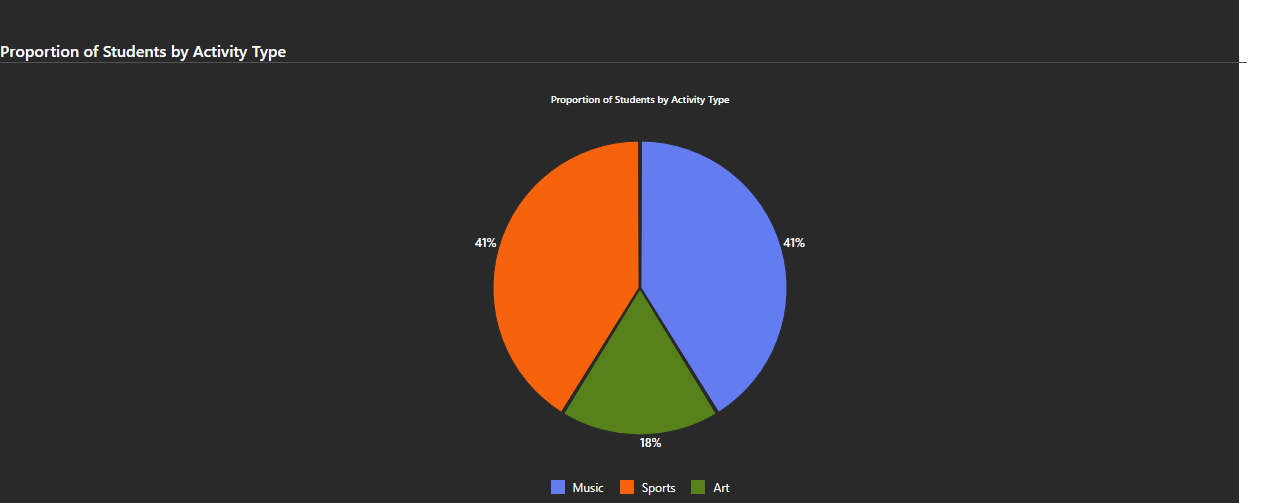 Proportion of Students by Activity Type
Proportion of Students by Activity Type
41%
41%
18%
Music
Sports
Art